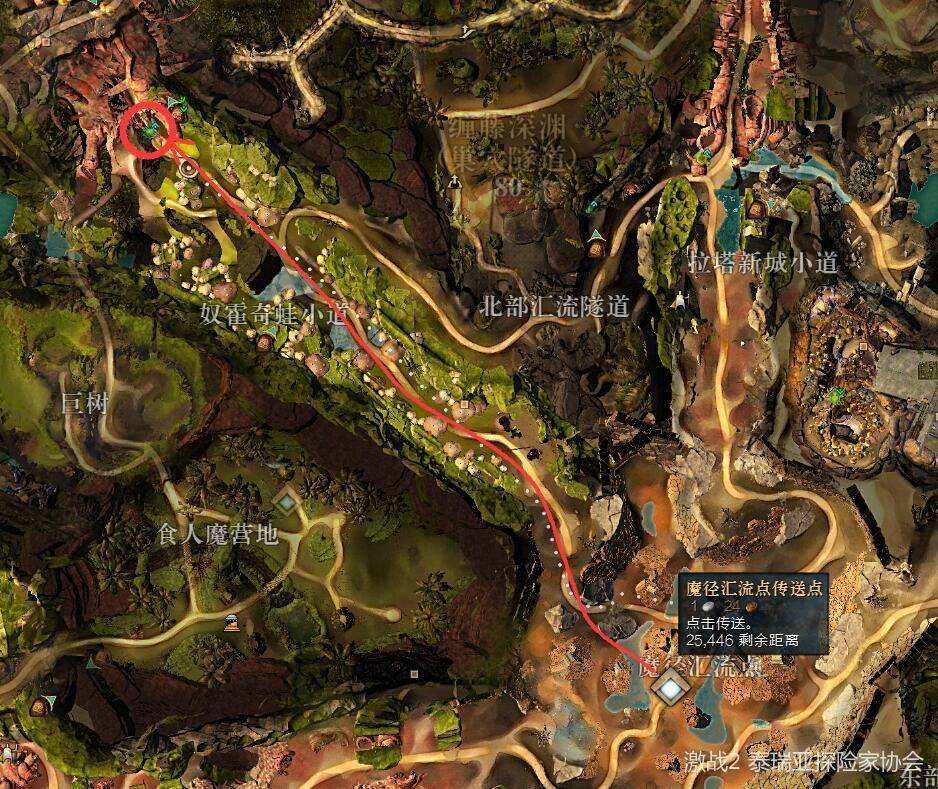 缠藤深渊
巢穴隧道
80
拉塔新城小道
奴霍奇蛙小道
北部汇流隧道
巨树
食人魔营地
魔径汇流点传送点
1 24
点击传送。
25,446 剩余距离
魔径汇流点
激战2 泰瑞亚探险家协会
东部